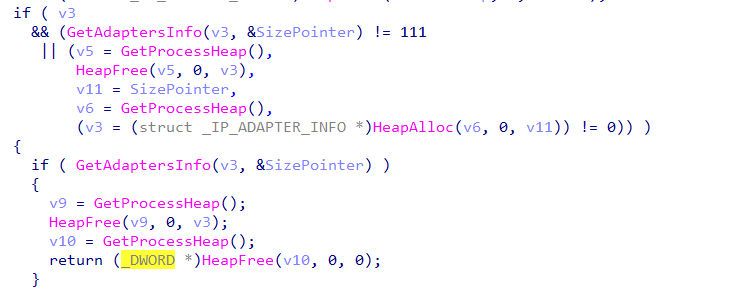 if ( v3
&& (GetAdaptersInfo(v3, &SizePointer) != 111
|| (v5 = GetProcessHeap(),
HeapFree(v5, 0, v3),
v11 = SizePointer,
v6 = GetProcessHeap(),
(v3 = (struct _IP_ADAPTER_INFO *)HeapAlloc(v6, 0, v11)) != 0)) )
{
if ( GetAdaptersInfo(v3, &SizePointer) )
{
v9 = GetProcessHeap();
HeapFree(v9, 0, v3);
v10 = GetProcessHeap();
return (_DWORD *)HeapFree(v10, 0, 0);
}